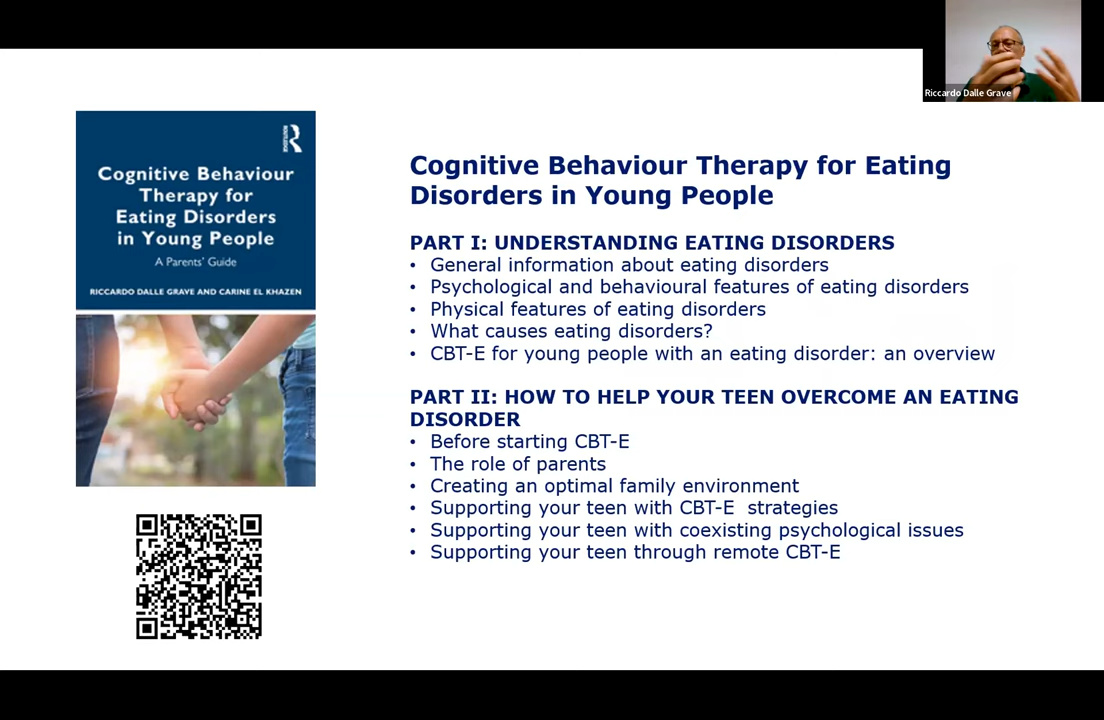 Riccardo Dalle Grave
R
ROUTLEDGE
Cognitive Behaviour
Therapy for
Eating Disorders
in Young People
A Parents' Guide
RICCARDO DALLE GRAVE AND CARINE EL KHAZEN
Cognitive Behaviour Therapy for Eating
Disorders in Young People
PART I: UNDERSTANDING EATING DISORDERS
• General information about eating disorders
• Psychological and behavioural features of eating disorders
• Physical features of eating disorders
• What causes eating disorders?
• CBT-E for young people with an eating disorder: an overview
PART II: HOW TO HELP YOUR TEEN OVERCOME AN EATING
DISORDER
• Before starting CBT-E
• The role of parents
• Creating an optimal family environment
• Supporting your teen with CBT-E  strategies
• Supporting your teen with coexisting psychological issues
• Supporting your teen through remote CBT-E